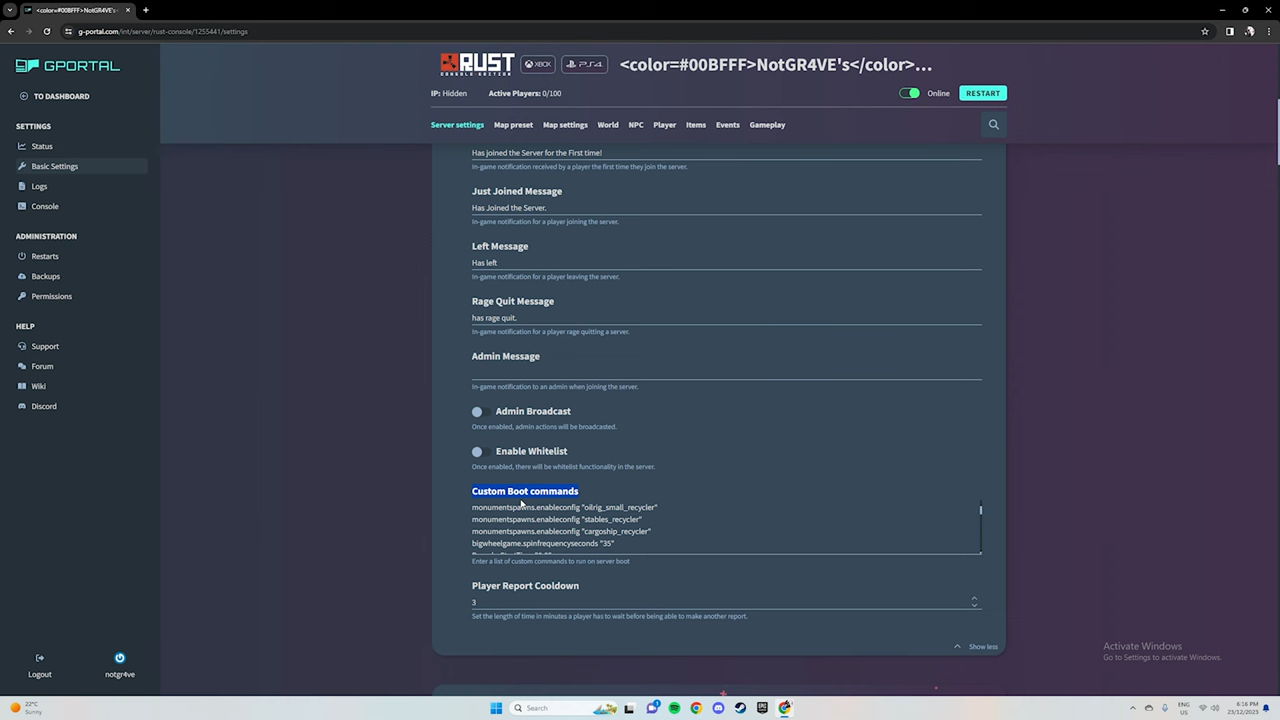 <color=#00BFFF>NotGR4VE's
g-portal.com/int/server/rust-console/1255441/settings
GPORTAL
TO DASHBOARD
SETTINGS
Status
Basic Settings
Logs
Console
ADMINISTRATION
Restarts
Backups
Permissions
HELP
Support
Forum
Wiki
Discord
Logout
notgr4ve
RUST
CONSOLE EDITION
XBOX
PS4
<color=#00BFFF>NotGR4VE's</color>...
IP: Hidden
Active Players: 0/100
Online
RESTART
Server settings
Map preset
Map settings
World
NPC
Player
Items
Events
Gameplay
Has joined the Server for the First time!
In-game notification received by a player the first time they join the server.
Just Joined Message
Has Joined the Server.
In-game notification for a player joining the server.
Left Message
Has left
In-game notification for a player leaving the server.
Rage Quit Message
has rage quit.
In-game notification for a player rage quitting a server.
Admin Message
In-game notification to an admin when joining the server.
Admin Broadcast
Once enabled, admin actions will be broadcasted.
Enable Whitelist
Once enabled, there will be whitelist functionality in the server.
Custom Boot commands
monumentspawns.enableconfig "oilrig_small_recycler"
monumentspawns.enableconfig "stables_recycler"
monumentspawns.enableconfig "cargoship_recycler"
bigwheelgame.spinfrequencyseconds "35"
Enter a list of custom commands to run on server boot
Player Report Cooldown
3
Set the length of time in minutes a player has to wait before being able to make another report.
Show less
Activate Windows
Go to Settings to activate Windows.
22°C
Sunny
Search
ENG
US
6:16 PM
23/12/2023